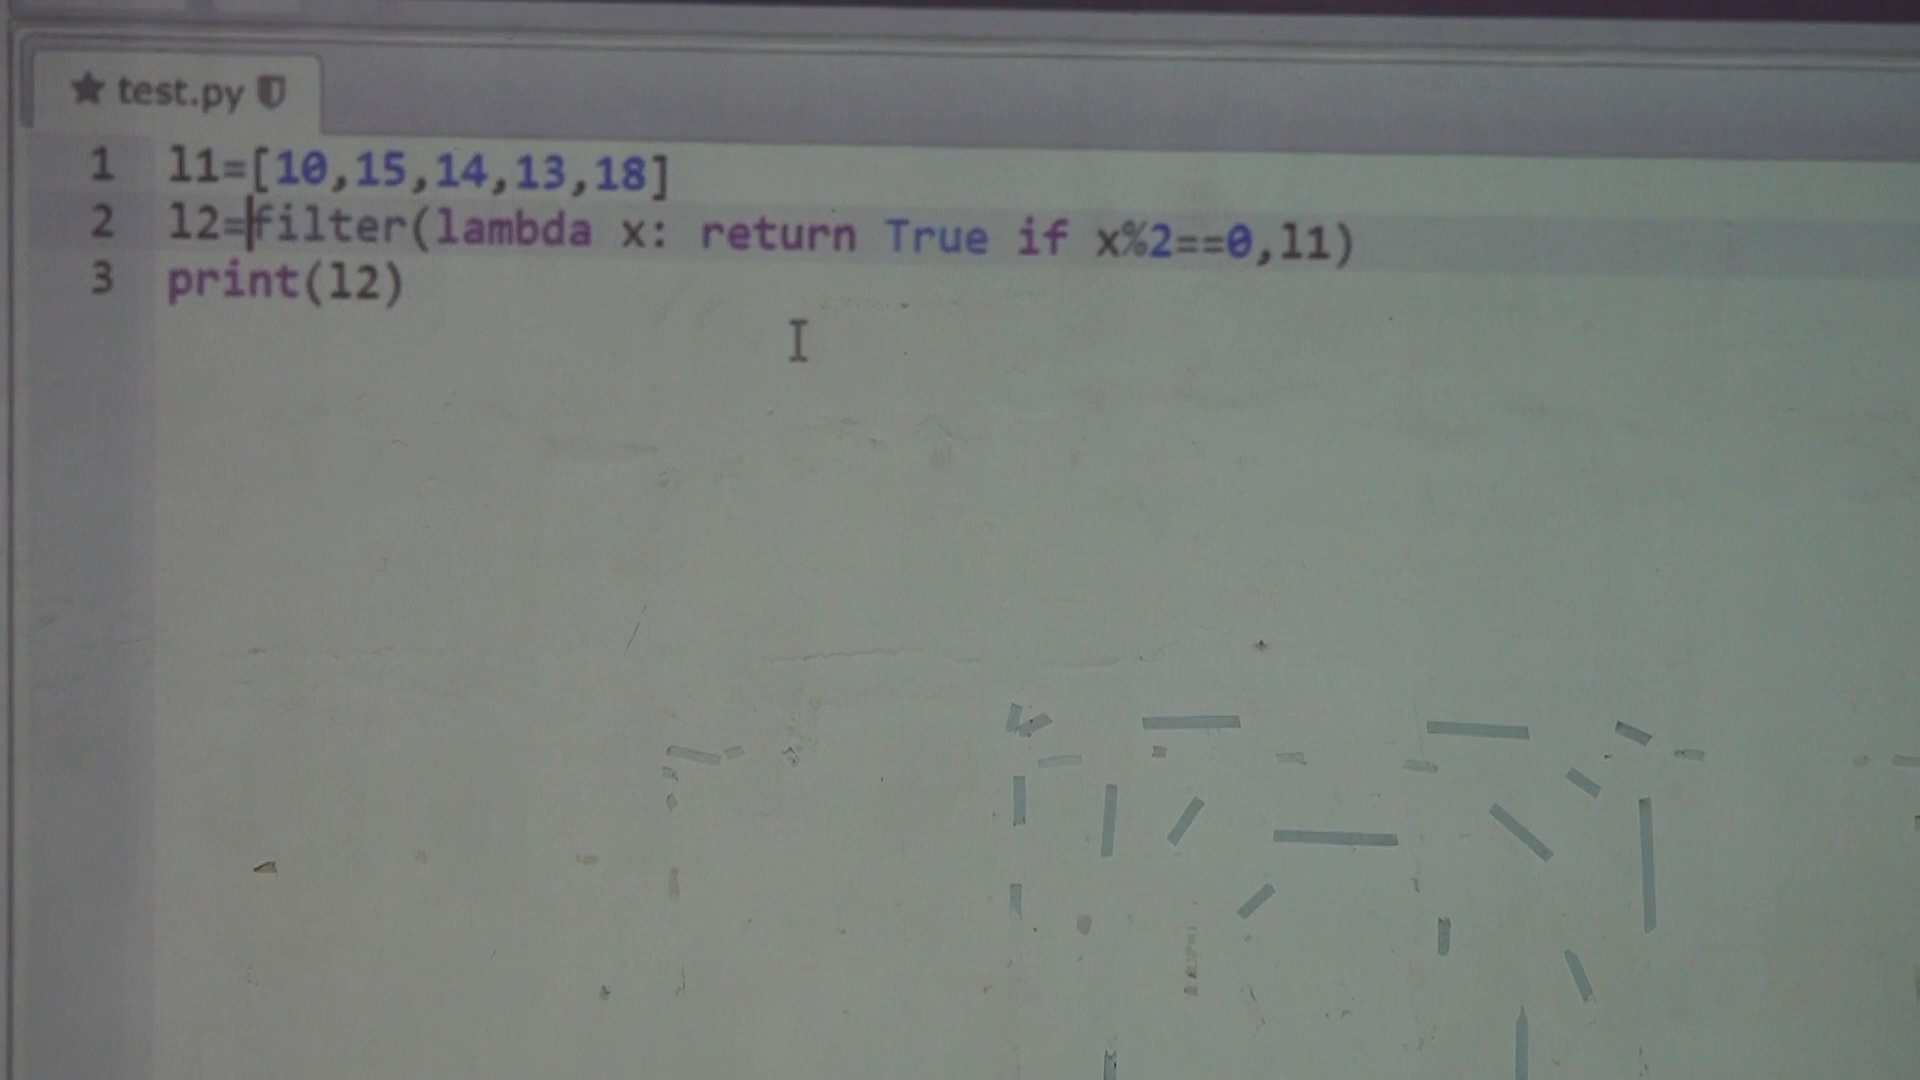 test.py
1 l1=[10,15,14,13,18]
2 l2=filter(lambda x: return True if x%2==0,l1)
3 print(l2)